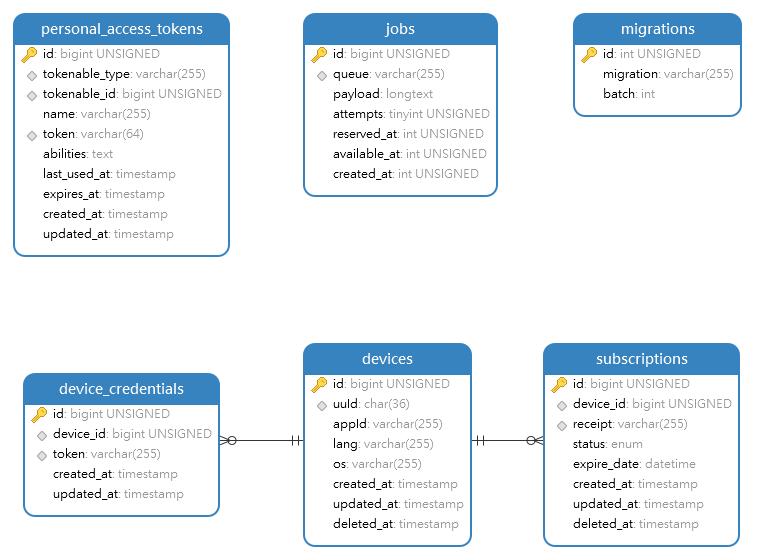 personal_access_tokens
id: bigint UNSIGNED
tokenable_type: varchar(255)
tokenable_id: bigint UNSIGNED
name: varchar(255)
token: varchar(64)
abilities: text
last_used_at: timestamp
expires_at: timestamp
created_at: timestamp
updated_at: timestamp
jobs
id: bigint UNSIGNED
queue: varchar(255)
payload: longtext
attempts: tinyint UNSIGNED
reserved_at: int UNSIGNED
available_at: int UNSIGNED
created_at: int UNSIGNED
migrations
id: int UNSIGNED
migration: varchar(255)
batch: int
device_credentials
id: bigint UNSIGNED
device_id: bigint UNSIGNED
token: varchar(255)
created_at: timestamp
updated_at: timestamp
devices
id: bigint UNSIGNED
uuId: char(36)
appId: varchar(255)
lang: varchar(255)
os: varchar(255)
created_at: timestamp
updated_at: timestamp
deleted_at: timestamp
subscriptions
id: bigint UNSIGNED
device_id: bigint UNSIGNED
receipt: varchar(255)
status: enum
expire_date: datetime
created_at: timestamp
updated_at: timestamp
deleted_at: timestamp